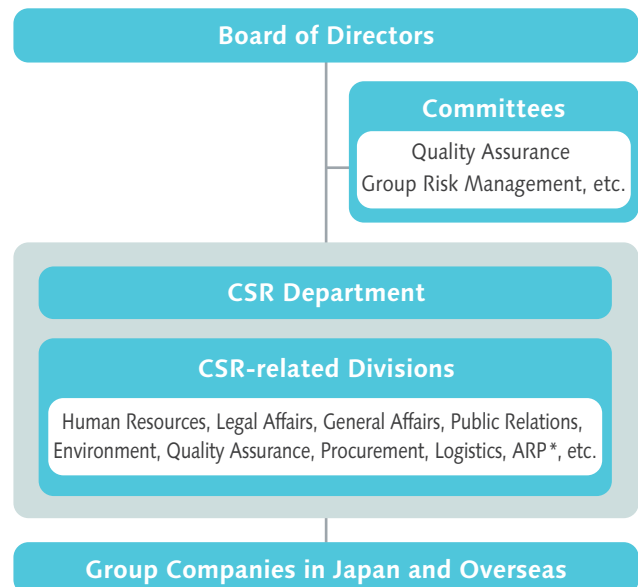 Board of Directors
Committees
Quality Assurance
Group Risk Management, etc.
CSR Department
CSR-related Divisions
Human Resources, Legal Affairs, General Affairs, Public Relations,
Environment, Quality Assurance, Procurement, Logistics, ARP*, etc.
Group Companies in Japan and Overseas